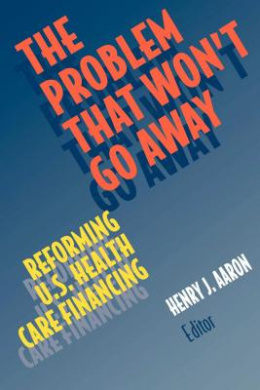 THE
PROBLEM
THAT WON'T
GO AWAY
REFORMING
U.S. HEALTH
CARE FINANCING
HENRY J. AARON
Editor